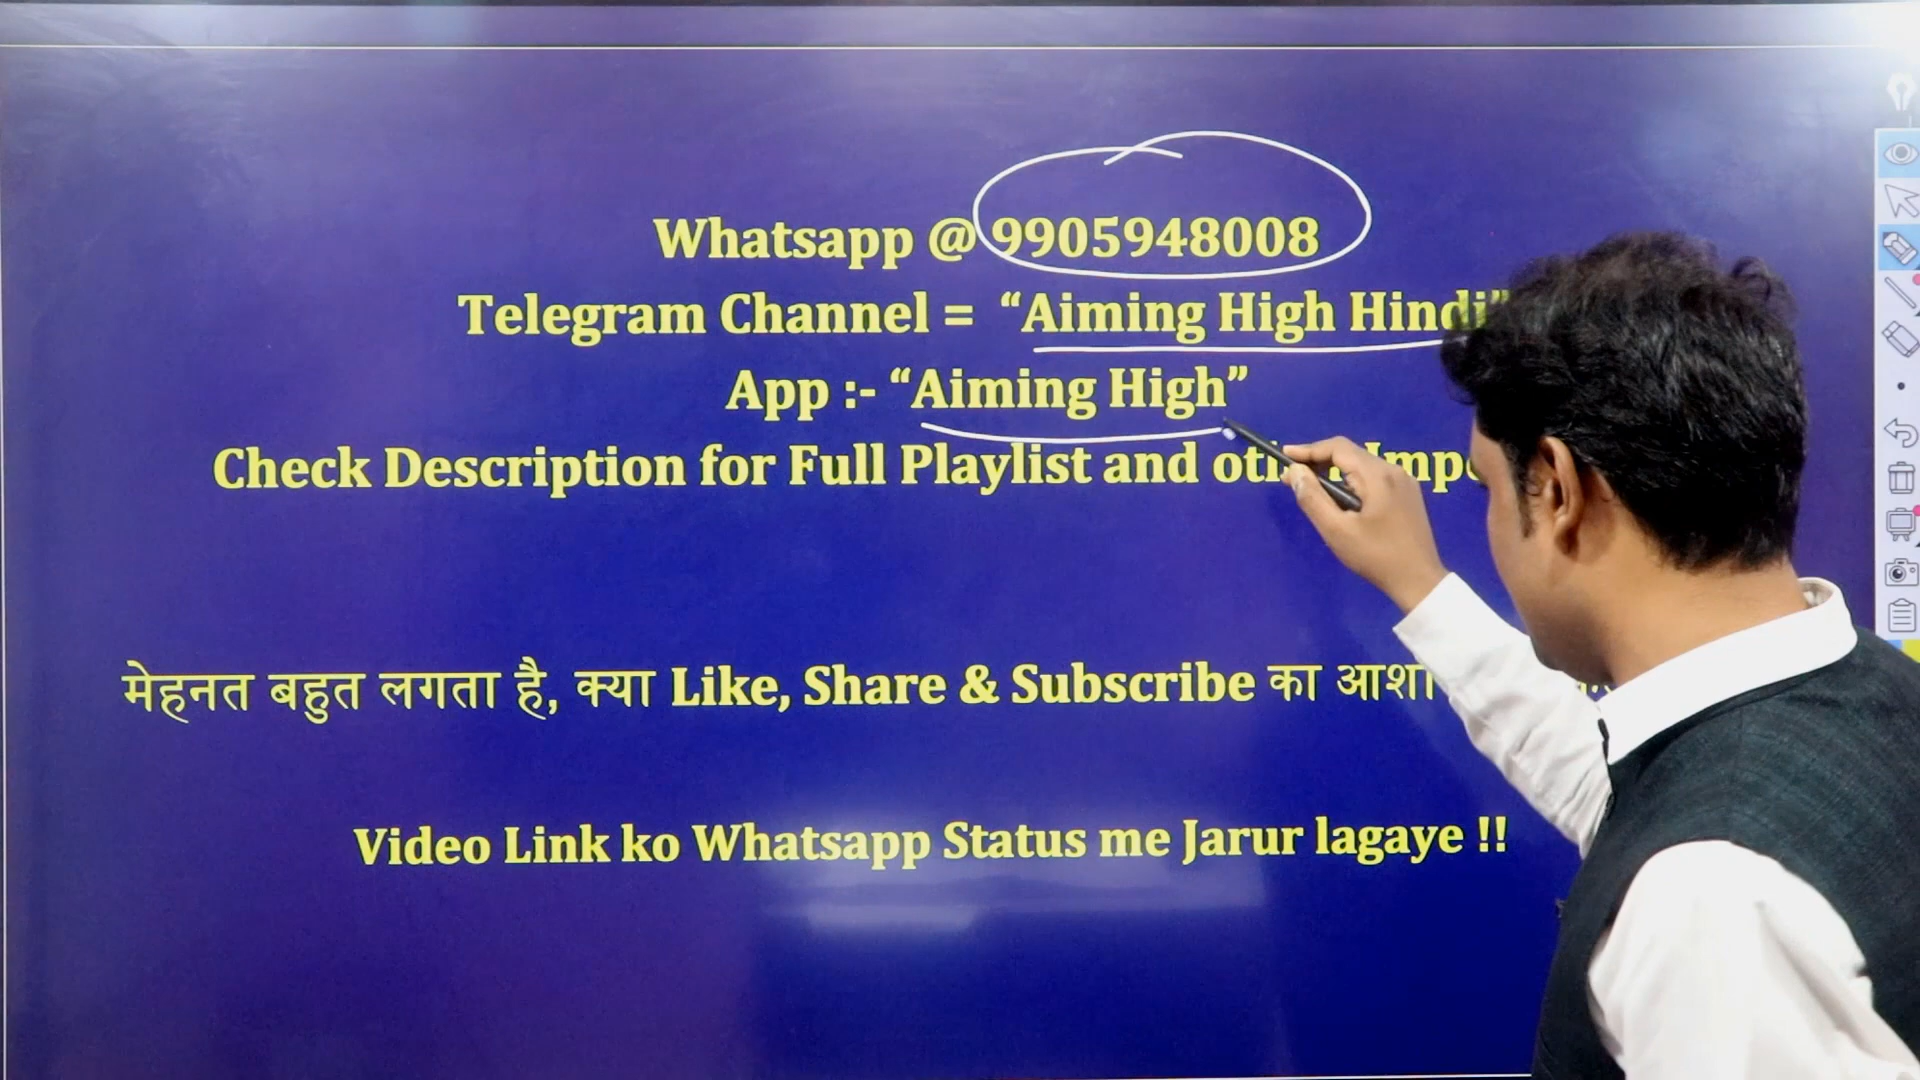 Whatsapp @ 9905948008
Telegram Channel = “Aiming High Hindi”
App :- “Aiming High”
Check Description for Full Playlist and
मेहनत बहुत लगता है, क्या Like, Share & Subscribe का आशा
Video Link ko Whatsapp Status me Jarur lagaye !!